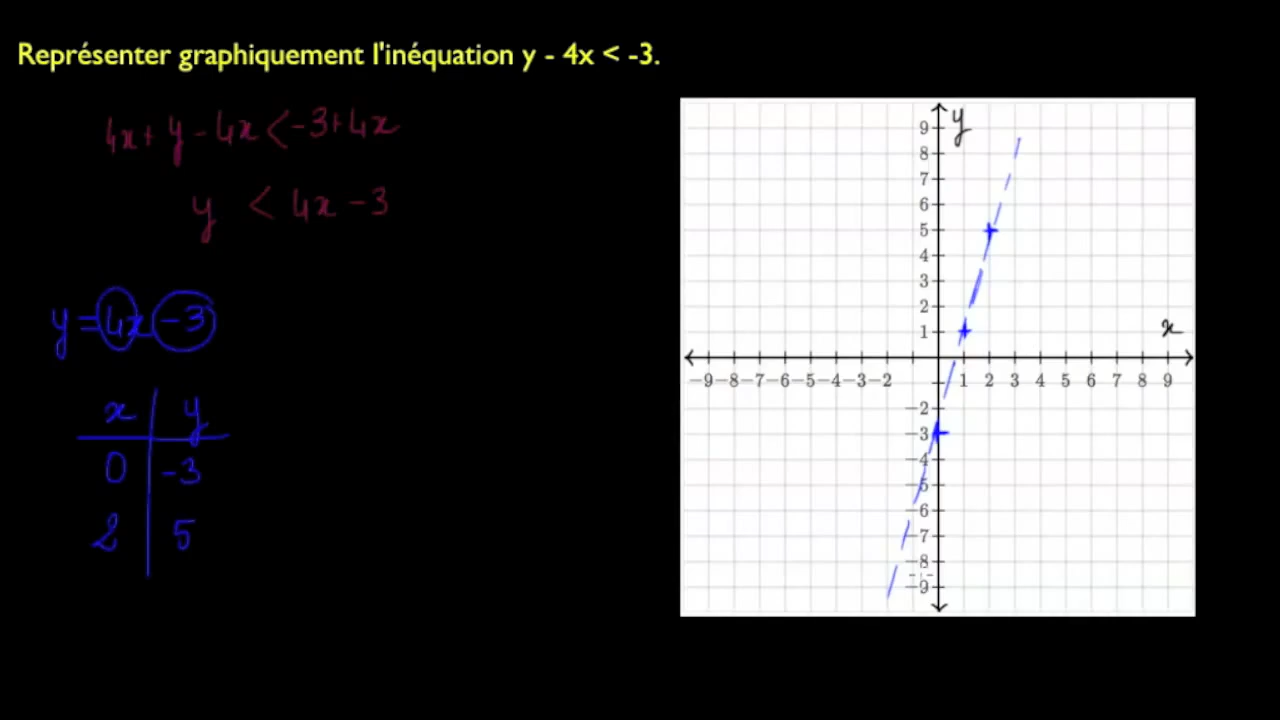 Représenter graphiquement l'inéquation y - 4x < -3.
4x + y - 4x < -3 + 4x
y < 4x - 3
y = 4x - 3
x y
0 -3
2 5
y
9
8
7
6
5
4
3
2
1
x
-9 -8 -7 -6 -5 -4 -3 -2 1 2 3 4 5 6 7 8 9
-2
-3
-4
-5
-6
-7
-8
-9